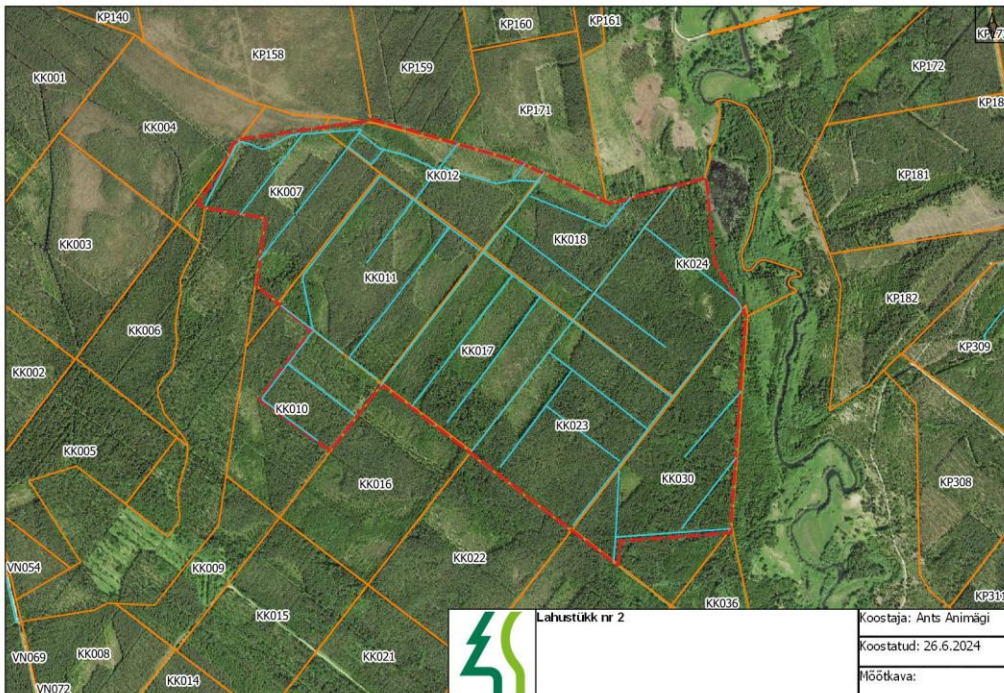 KP140
KP160
KP161
KP158
KP159
KP172
KK001
KP171
KK004
KP181
KK007
KK012
KK003
KK018
KK011
KK024
KP182
KK006
KP309
KK017
KK002
KK010
KK023
KK005
KK030
KK016
KP308
VN054
KK009
KK022
KK015
KK036
KP311
VN069
KK008
KK014
KK021
VN072
Lahustükk nr 2
Koostaja: Ants Animägi
Koostatud: 26.6.2024
Mõõtkava: